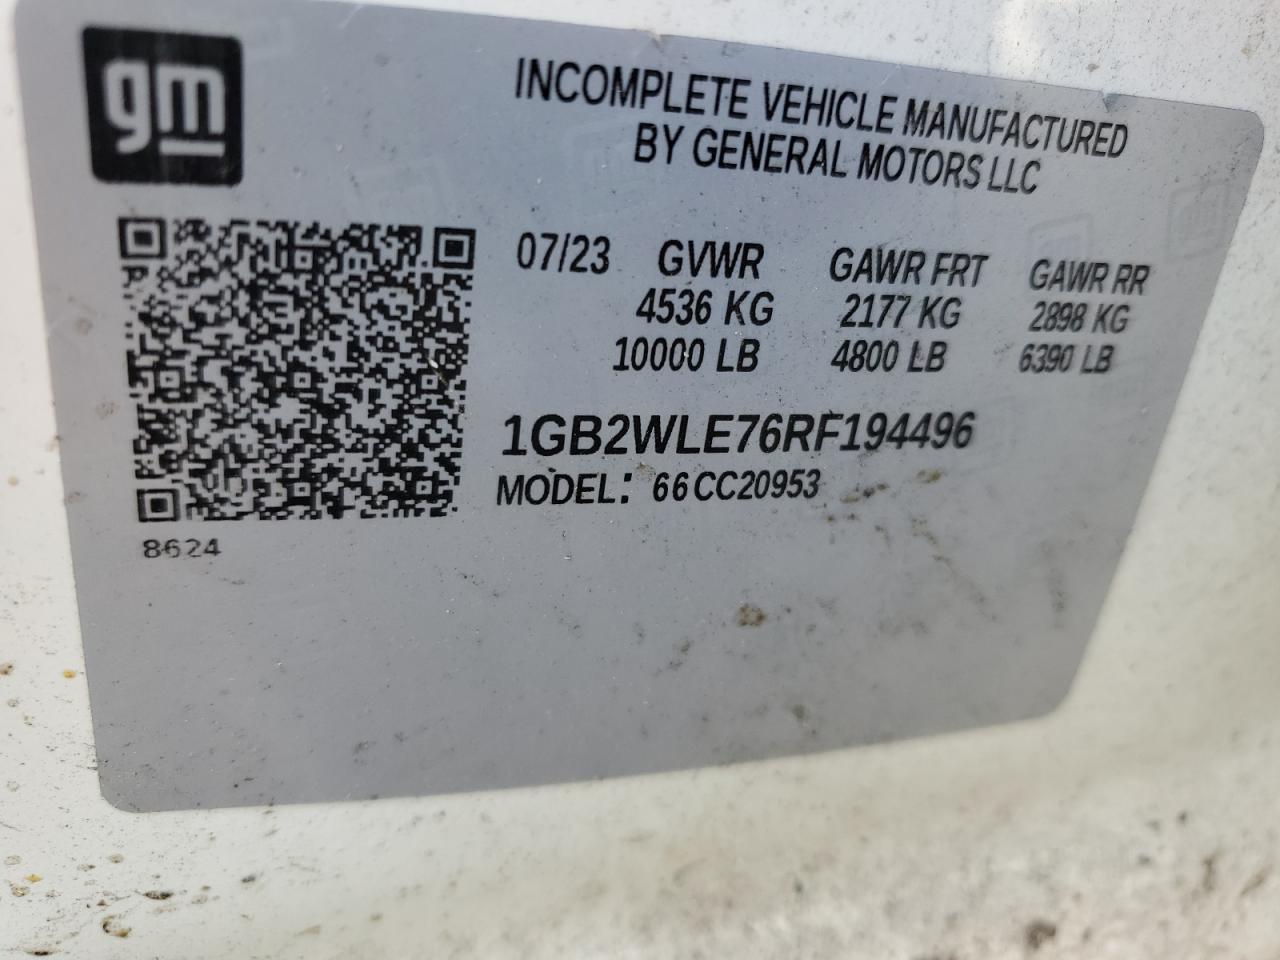 gm
INCOMPLETE VEHICLE MANUFACTURED
BY GENERAL MOTORS LLC
07/23 GVWR GAWR FRT GAWR RR
4536 KG 2177 KG 2898 KG
10000 LB 4800 LB 6390 LB
1GB2WLE76RF194496
MODEL: 66CC20953
8624